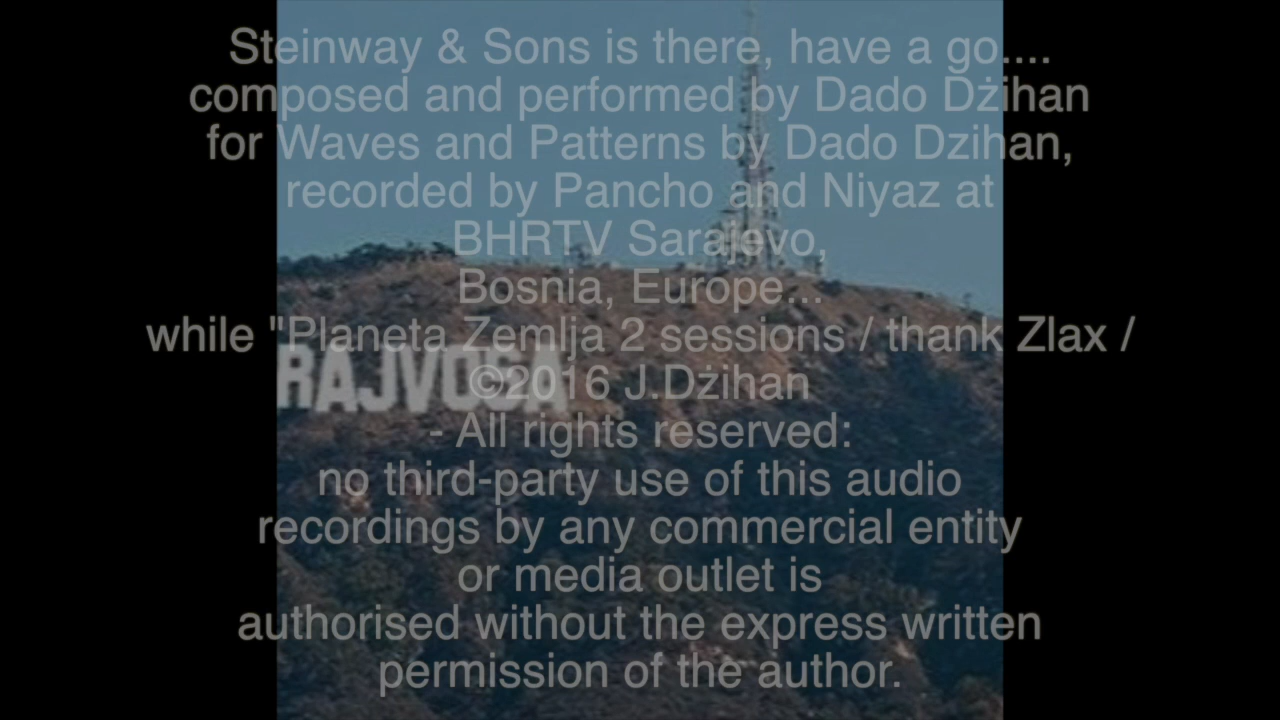 Steinway & Sons is there, have a go....
composed and performed by Dado Dżihan
for Waves and Patterns by Dado Dzihan,
recorded by Pancho and Niyaz at
BHRTV Sarajevo,
Bosnia, Europe...
while "Planeta Zemlja 2 sessions / thank Zlax /
RAJVOSA
©2016 J.Dżihan
- All rights reserved:
no third-party use of this audio
recordings by any commercial entity
or media outlet is
authorised without the express written
permission of the author.